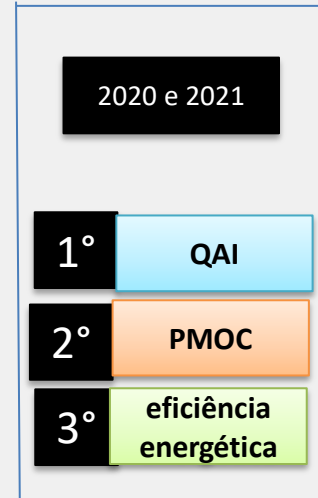 2020 e 2021
1° QAI
2° PMOC
3° eficiência
energética